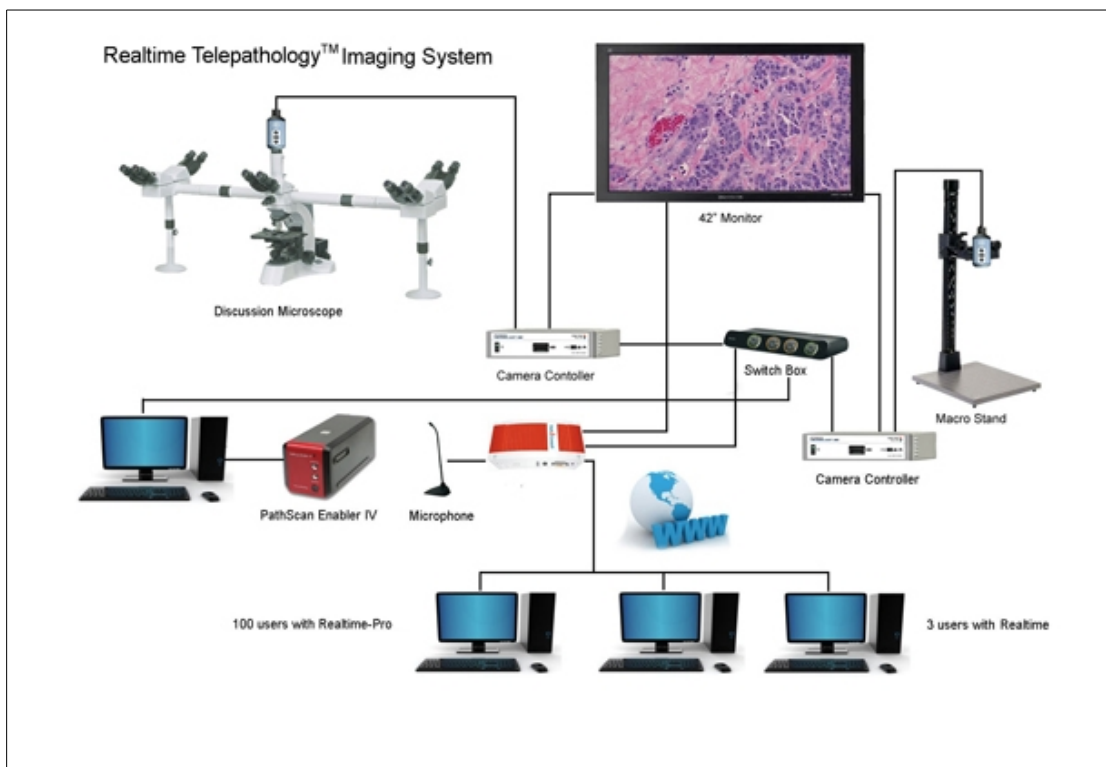 Realtime Telepathology™ Imaging System
42" Monitor
Discussion Microscope
Camera Contoller
Switch Box
Macro Stand
Camera Controller
PathScan Enabler IV
Microphone
WWW
100 users with Realtime-Pro
3 users with Realtime